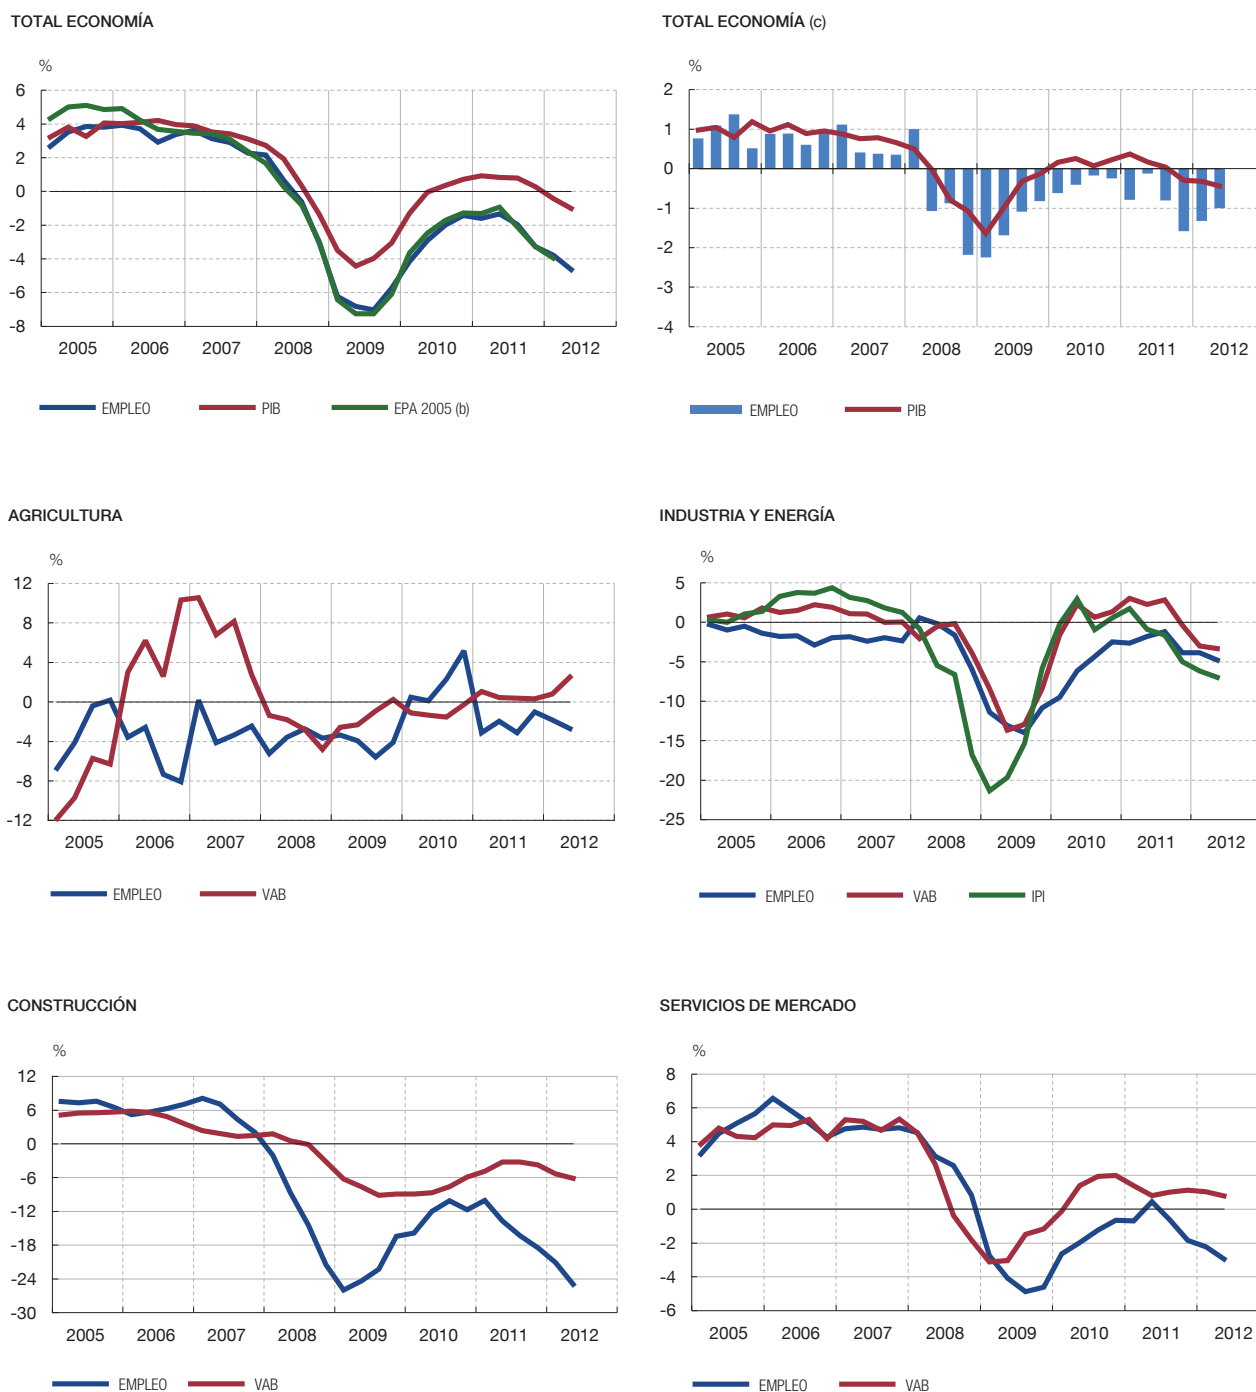 TOTAL ECONOMÍA
%
6
4
2
0
-2
-4
-6
-8
2005 2006 2007 2008 2009 2010 2011 2012
EMPLEO PIB EPA 2005 (b)
TOTAL ECONOMÍA (c)
%
2
1
0
-1
-2
-3
-4
2005 2006 2007 2008 2009 2010 2011 2012
EMPLEO PIB
AGRICULTURA
%
12
8
4
0
-4
-8
-12
2005 2006 2007 2008 2009 2010 2011 2012
EMPLEO VAB
INDUSTRIA Y ENERGÍA
%
5
0
-5
-10
-15
-20
-25
2005 2006 2007 2008 2009 2010 2011 2012
EMPLEO VAB IPI
CONSTRUCCIÓN
%
12
6
0
-6
-12
-18
-24
-30
2005 2006 2007 2008 2009 2010 2011 2012
EMPLEO VAB
SERVICIOS DE MERCADO
%
8
6
4
2
0
-2
-4
-6
2005 2006 2007 2008 2009 2010 2011 2012
EMPLEO VAB